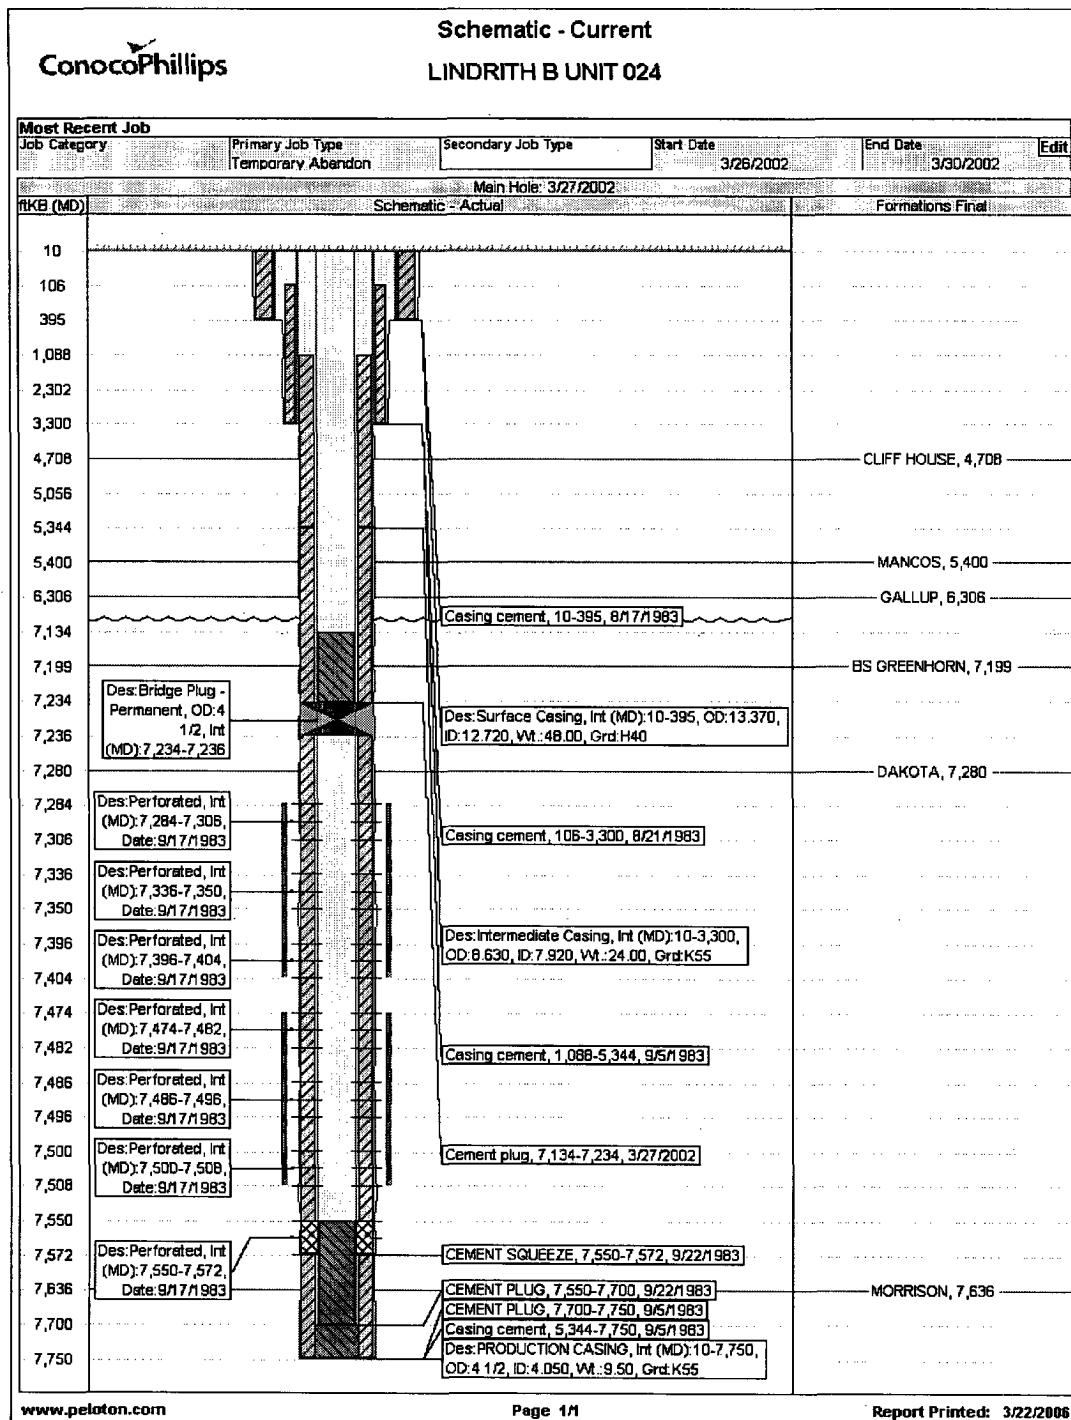 Schematic - Current
ConocoPhillips
LINDRITH B UNIT 024
Most Recent Job
Job Category
Primary Job Type
Secondary Job Type
Start Date
End Date
Edit
Temporary Abandon
3/26/2002
3/30/2002
Main Hole: 3/27/2002
ftKB (MD)
Schematic - Actual
Formations Final
10
106
395
1,088
2,302
3,300
4,708
CLIFF HOUSE, 4,708
5,056
5,344
5,400
MANCOS, 5,400
6,306
GALLUP, 6,306
Casing cement, 10-395, 8/17/1983
7,134
7,199
BS GREENHORN, 7,199
Des:Bridge Plug -
Permanent, OD:4
1/2, Int
(MD):7,234-7,236
7,234
Des:Surface Casing, Int (MD):10-395, OD:13.370,
ID:12.720, Wt.:48.00, Grd:H40
7,236
7,280
DAKOTA, 7,280
7,284
Des:Perforated, Int
(MD):7,284-7,306,
Date:9/17/1983
Casing cement, 106-3,300, 8/21/1983
7,306
7,336
Des:Perforated, Int
(MD):7,336-7,350,
Date:9/17/1983
7,350
Des:Intermediate Casing, Int (MD):10-3,300,
OD:8.630, ID:7.920, Wt.:24.00, Grd:K55
7,396
Des:Perforated, Int
(MD):7,396-7,404,
Date:9/17/1983
7,404
7,474
Des:Perforated, Int
(MD):7,474-7,482,
Date:9/17/1983
7,482
Casing cement, 1,088-5,344, 9/5/1983
7,486
Des:Perforated, Int
(MD):7,486-7,496,
Date:9/17/1983
7,496
7,500
Des:Perforated, Int
(MD):7,500-7,508,
Date:9/17/1983
Cement plug, 7,134-7,234, 3/27/2002
7,508
7,550
7,572
Des:Perforated, Int
(MD):7,550-7,572,
Date:9/17/1983
CEMENT SQUEEZE, 7,550-7,572, 9/22/1983
7,636
CEMENT PLUG, 7,550-7,700, 9/22/1983
MORRISON, 7,636
CEMENT PLUG, 7,700-7,750, 9/5/1983
7,700
Casing cement, 5,344-7,750, 9/5/1983
Des:PRODUCTION CASING, Int (MD):10-7,750,
OD:4 1/2, ID:4.050, Wt.:9.50, Grd:K55
7,750
www.peloton.com
Page 1/1
Report Printed: 3/22/2006